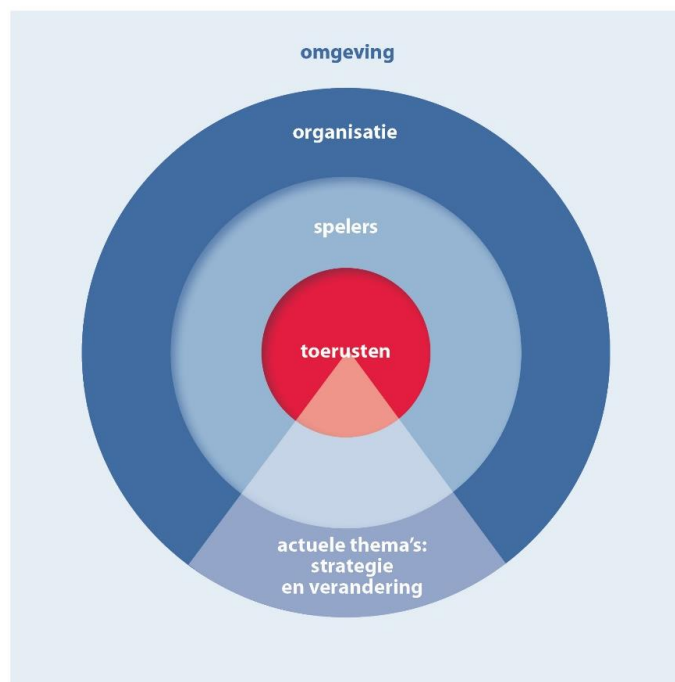 omgeving
organisatie
spelers
toerusten
actuele thema's:
strategie
en verandering